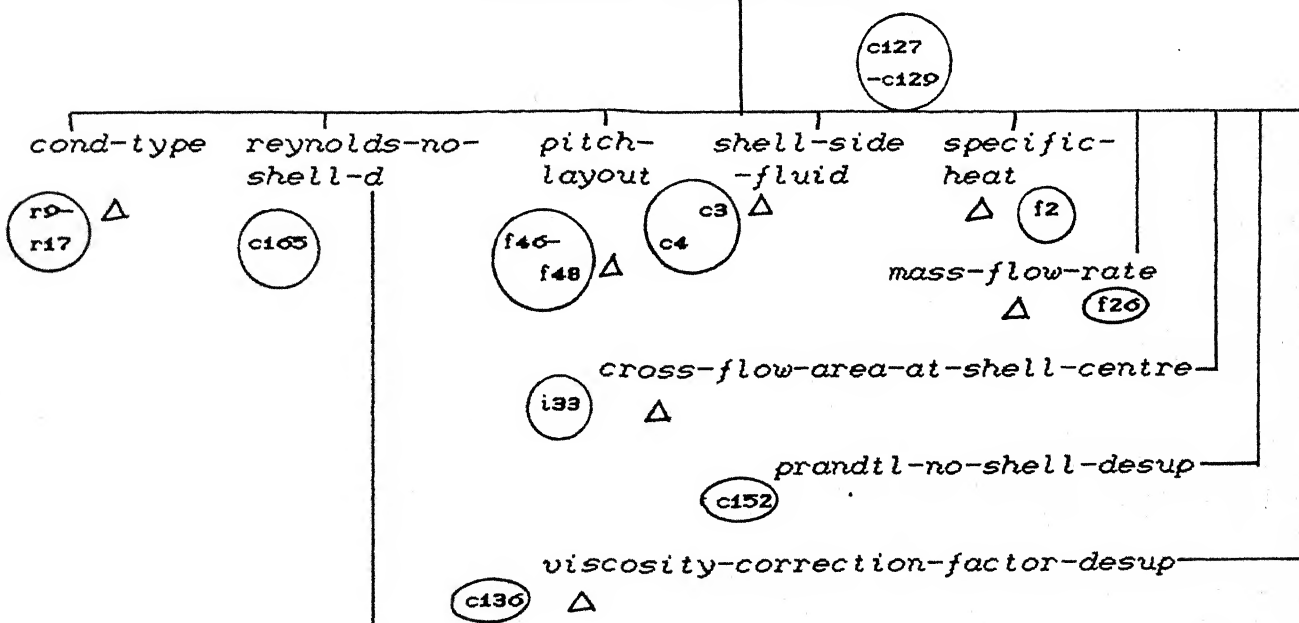 c127
-c129
cond-type
r9-
r17
reynolds-no-
shell-d
c165
pitch-
layout
f46-
f48
shell-side
-fluid
c3
c4
specific-
heat
f2
mass-flow-rate
f26
cross-flow-area-at-shell-centre
i33
prandtl-no-shell-desup
c152
viscosity-correction-factor-desup
c136